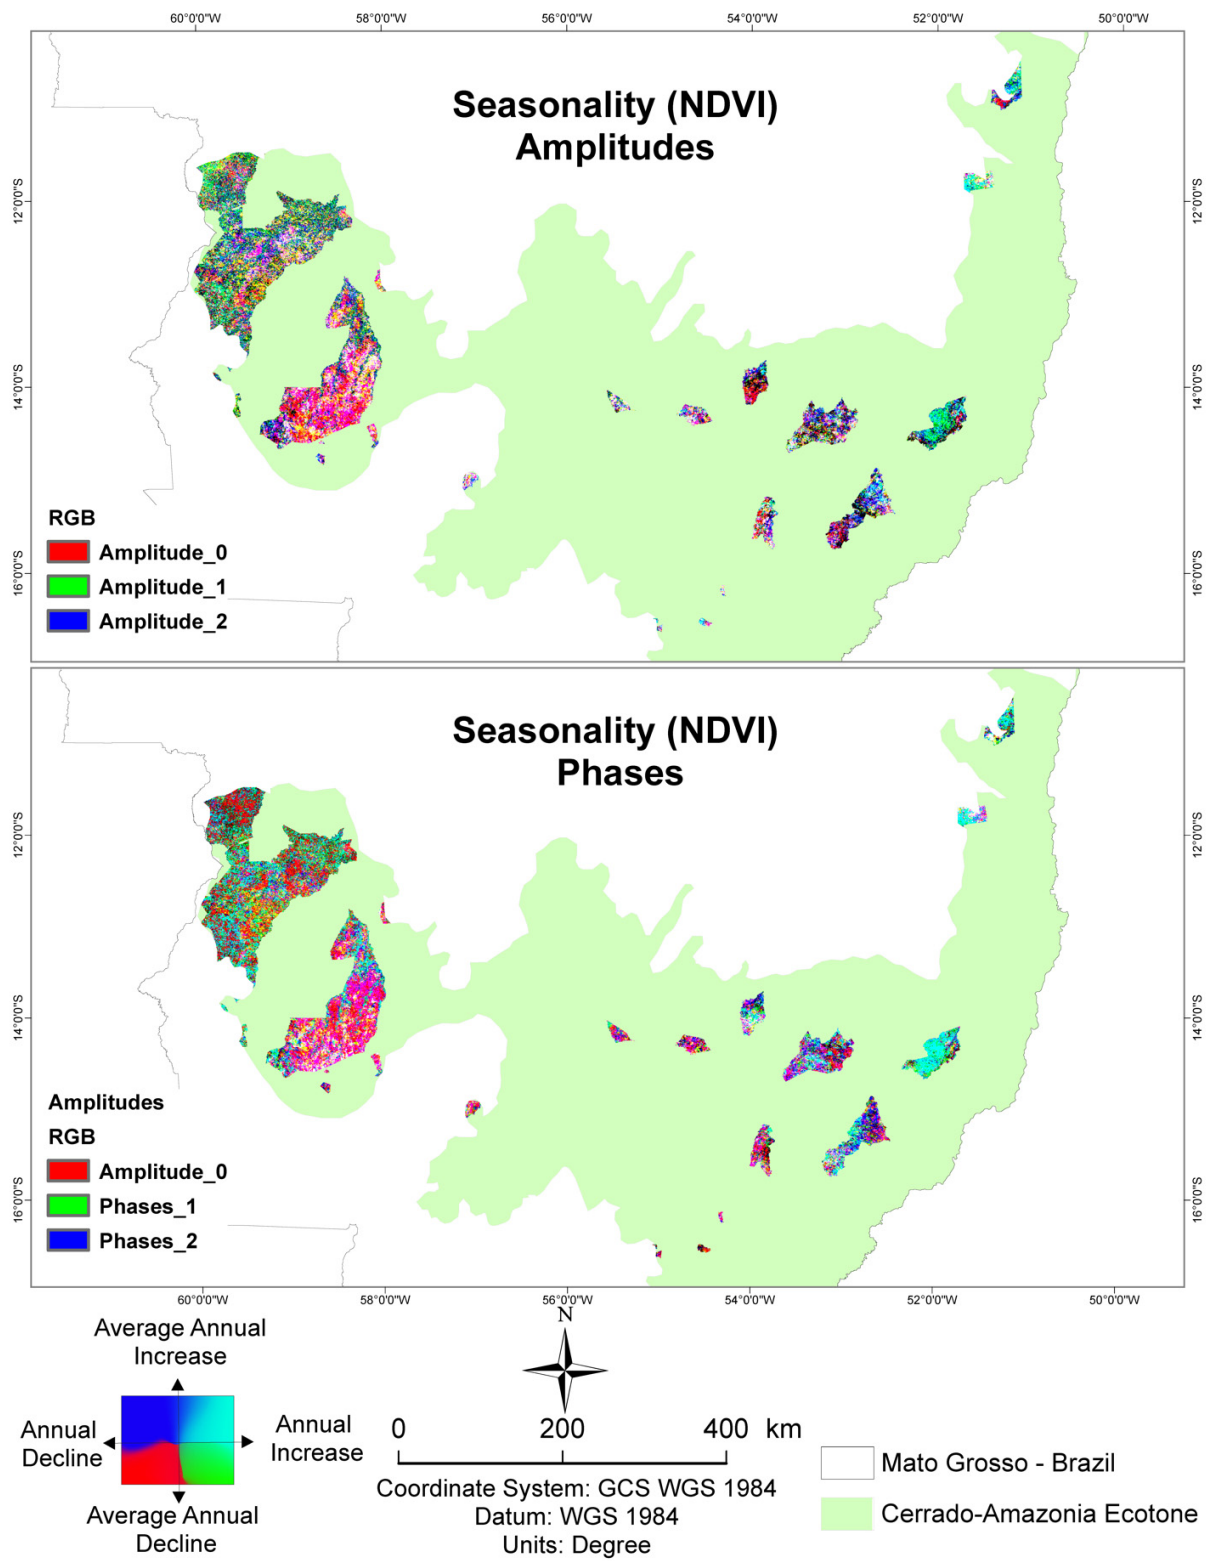 60°0'0"W 58°0'0"W 56°0'0"W 54°0'0"W 52°0'0"W 50°0'0"W
Seasonality (NDVI)
Amplitudes
12°0'0"S
12°0'0"S
14°0'0"S
14°0'0"S
16°0'0"S
16°0'0"S
RGB
Amplitude_0
Amplitude_1
Amplitude_2
Seasonality (NDVI)
Phases
12°0'0"S
12°0'0"S
14°0'0"S
14°0'0"S
16°0'0"S
16°0'0"S
Amplitudes
RGB
Amplitude_0
Phases_1
Phases_2
60°0'0"W 58°0'0"W 56°0'0"W 54°0'0"W 52°0'0"W 50°0'0"W
Average Annual
Increase
Annual
Decline
Annual
Increase
Average Annual
Decline
N
0 200 400 km
Coordinate System: GCS WGS 1984
Datum: WGS 1984
Units: Degree
Mato Grosso - Brazil
Cerrado-Amazonia Ecotone